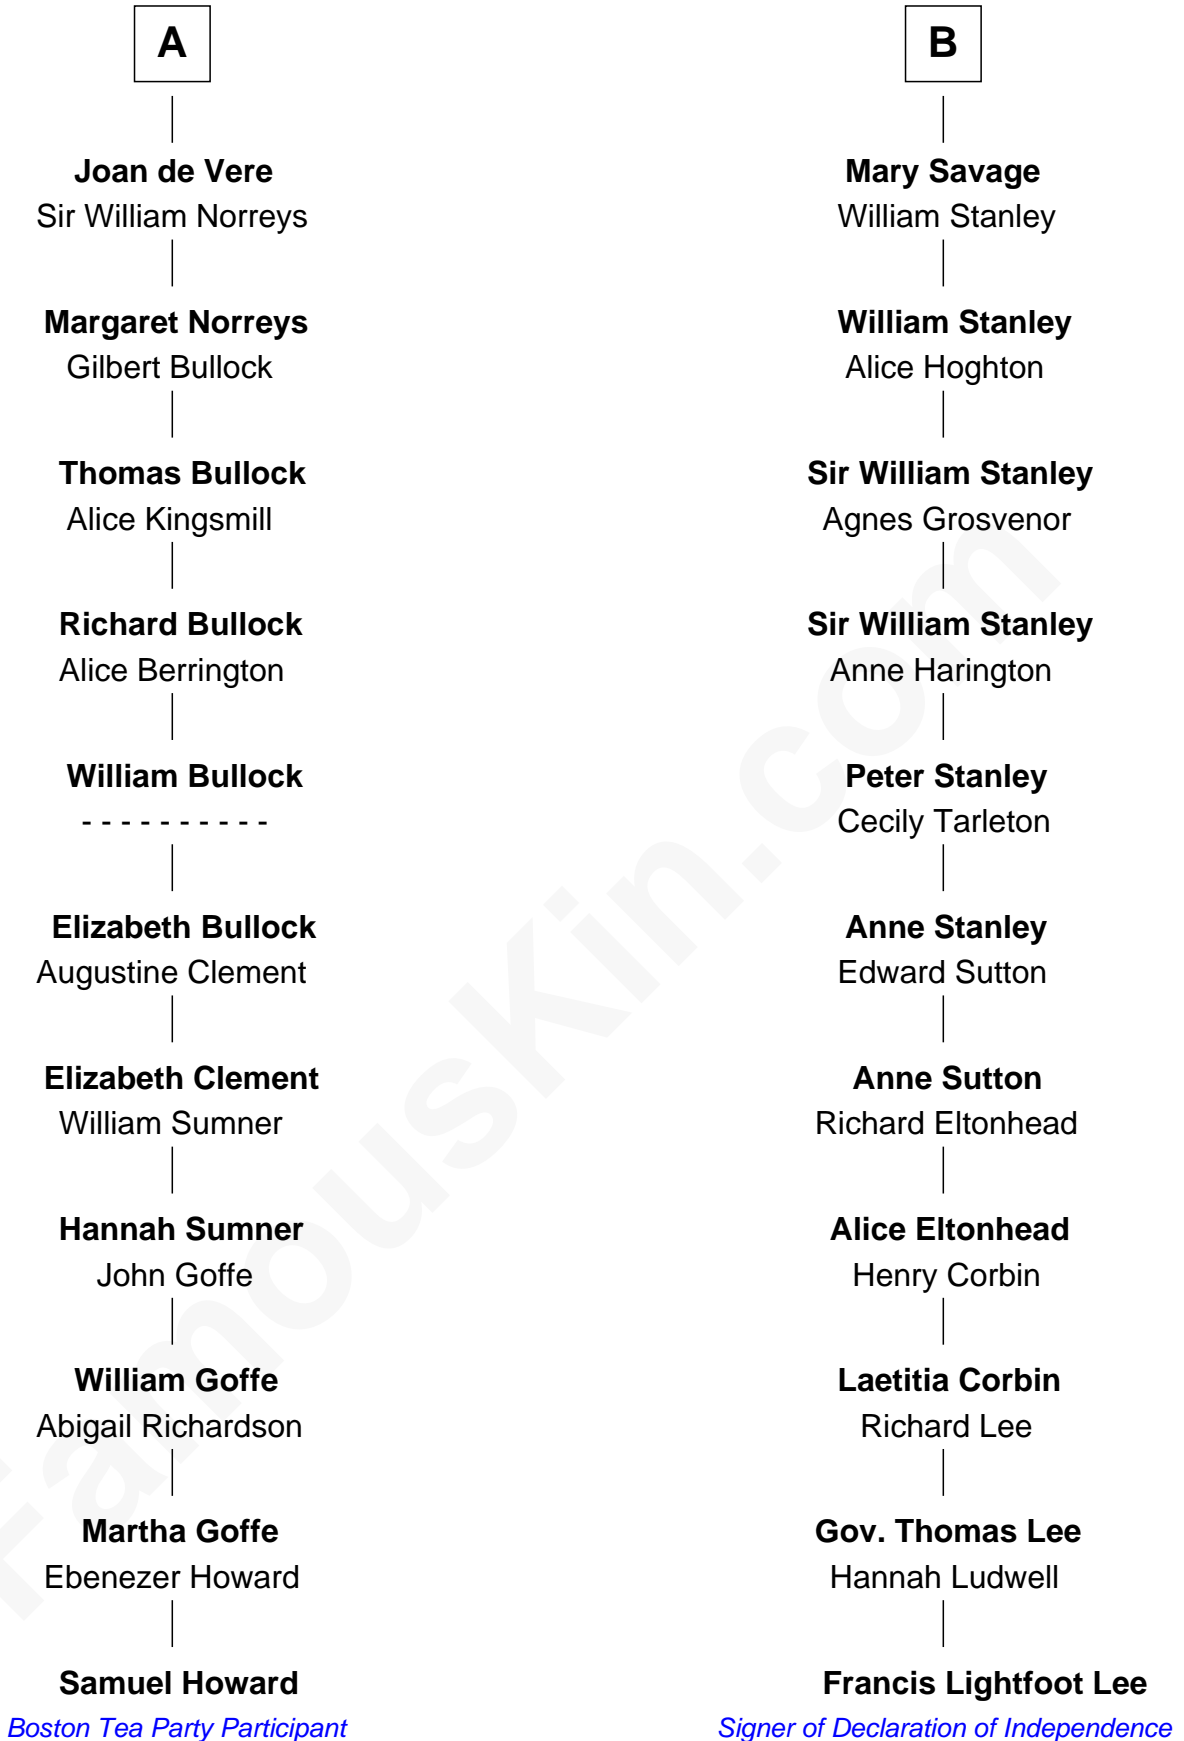 A
Joan de Vere
Sir William Norreys
Margaret Norreys
Gilbert Bullock
Thomas Bullock
Alice Kingsmill
Richard Bullock
Alice Berrington
William Bullock
- - - - - - - - - -
Elizabeth Bullock
Augustine Clement
Elizabeth Clement
William Sumner
Hannah Sumner
John Goffe
William Goffe
Abigail Richardson
Martha Goffe
Ebenezer Howard
Samuel Howard
Boston Tea Party Participant
B
Mary Savage
William Stanley
William Stanley
Alice Hoghton
Sir William Stanley
Agnes Grosvenor
Sir William Stanley
Anne Harington
Peter Stanley
Cecily Tarleton
Anne Stanley
Edward Sutton
Anne Sutton
Richard Eltonhead
Alice Eltonhead
Henry Corbin
Laetitia Corbin
Richard Lee
Gov. Thomas Lee
Hannah Ludwell
Francis Lightfoot Lee
Signer of Declaration of Independence
FamousKin.com